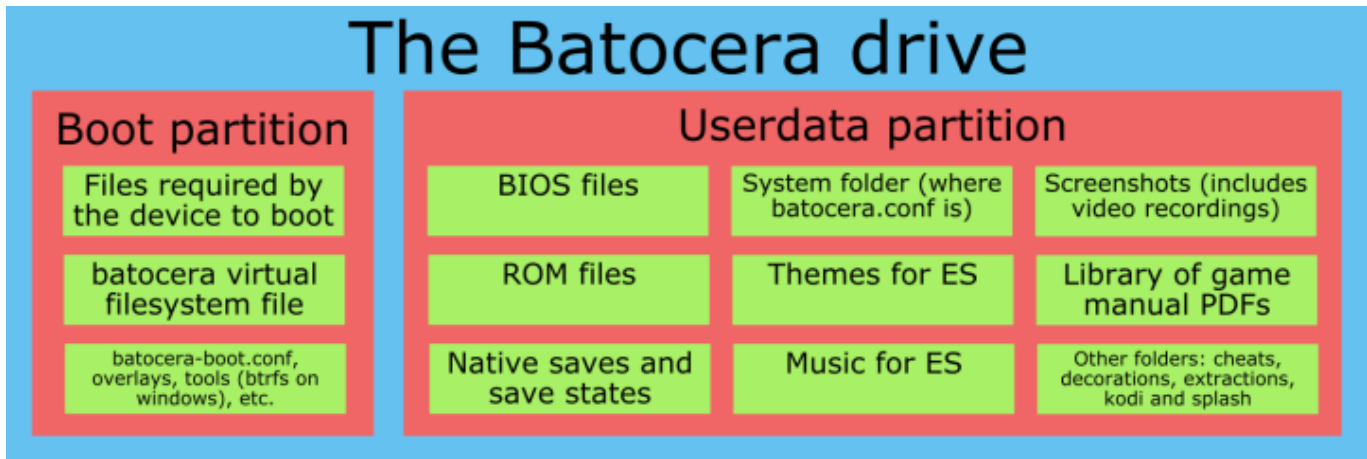 The Batocera drive
Boot partition
Files required by
the device to boot
batocera virtual
filesystem file
batocera-boot.conf,
overlays, tools (btrfs on
windows), etc.
Userdata partition
BIOS files
System folder (where
batocera.conf is)
Screenshots (includes
video recordings)
ROM files
Themes for ES
Library of game
manual PDFs
Native saves and
save states
Music for ES
Other folders: cheats,
decorations, extractions,
kodi and splash